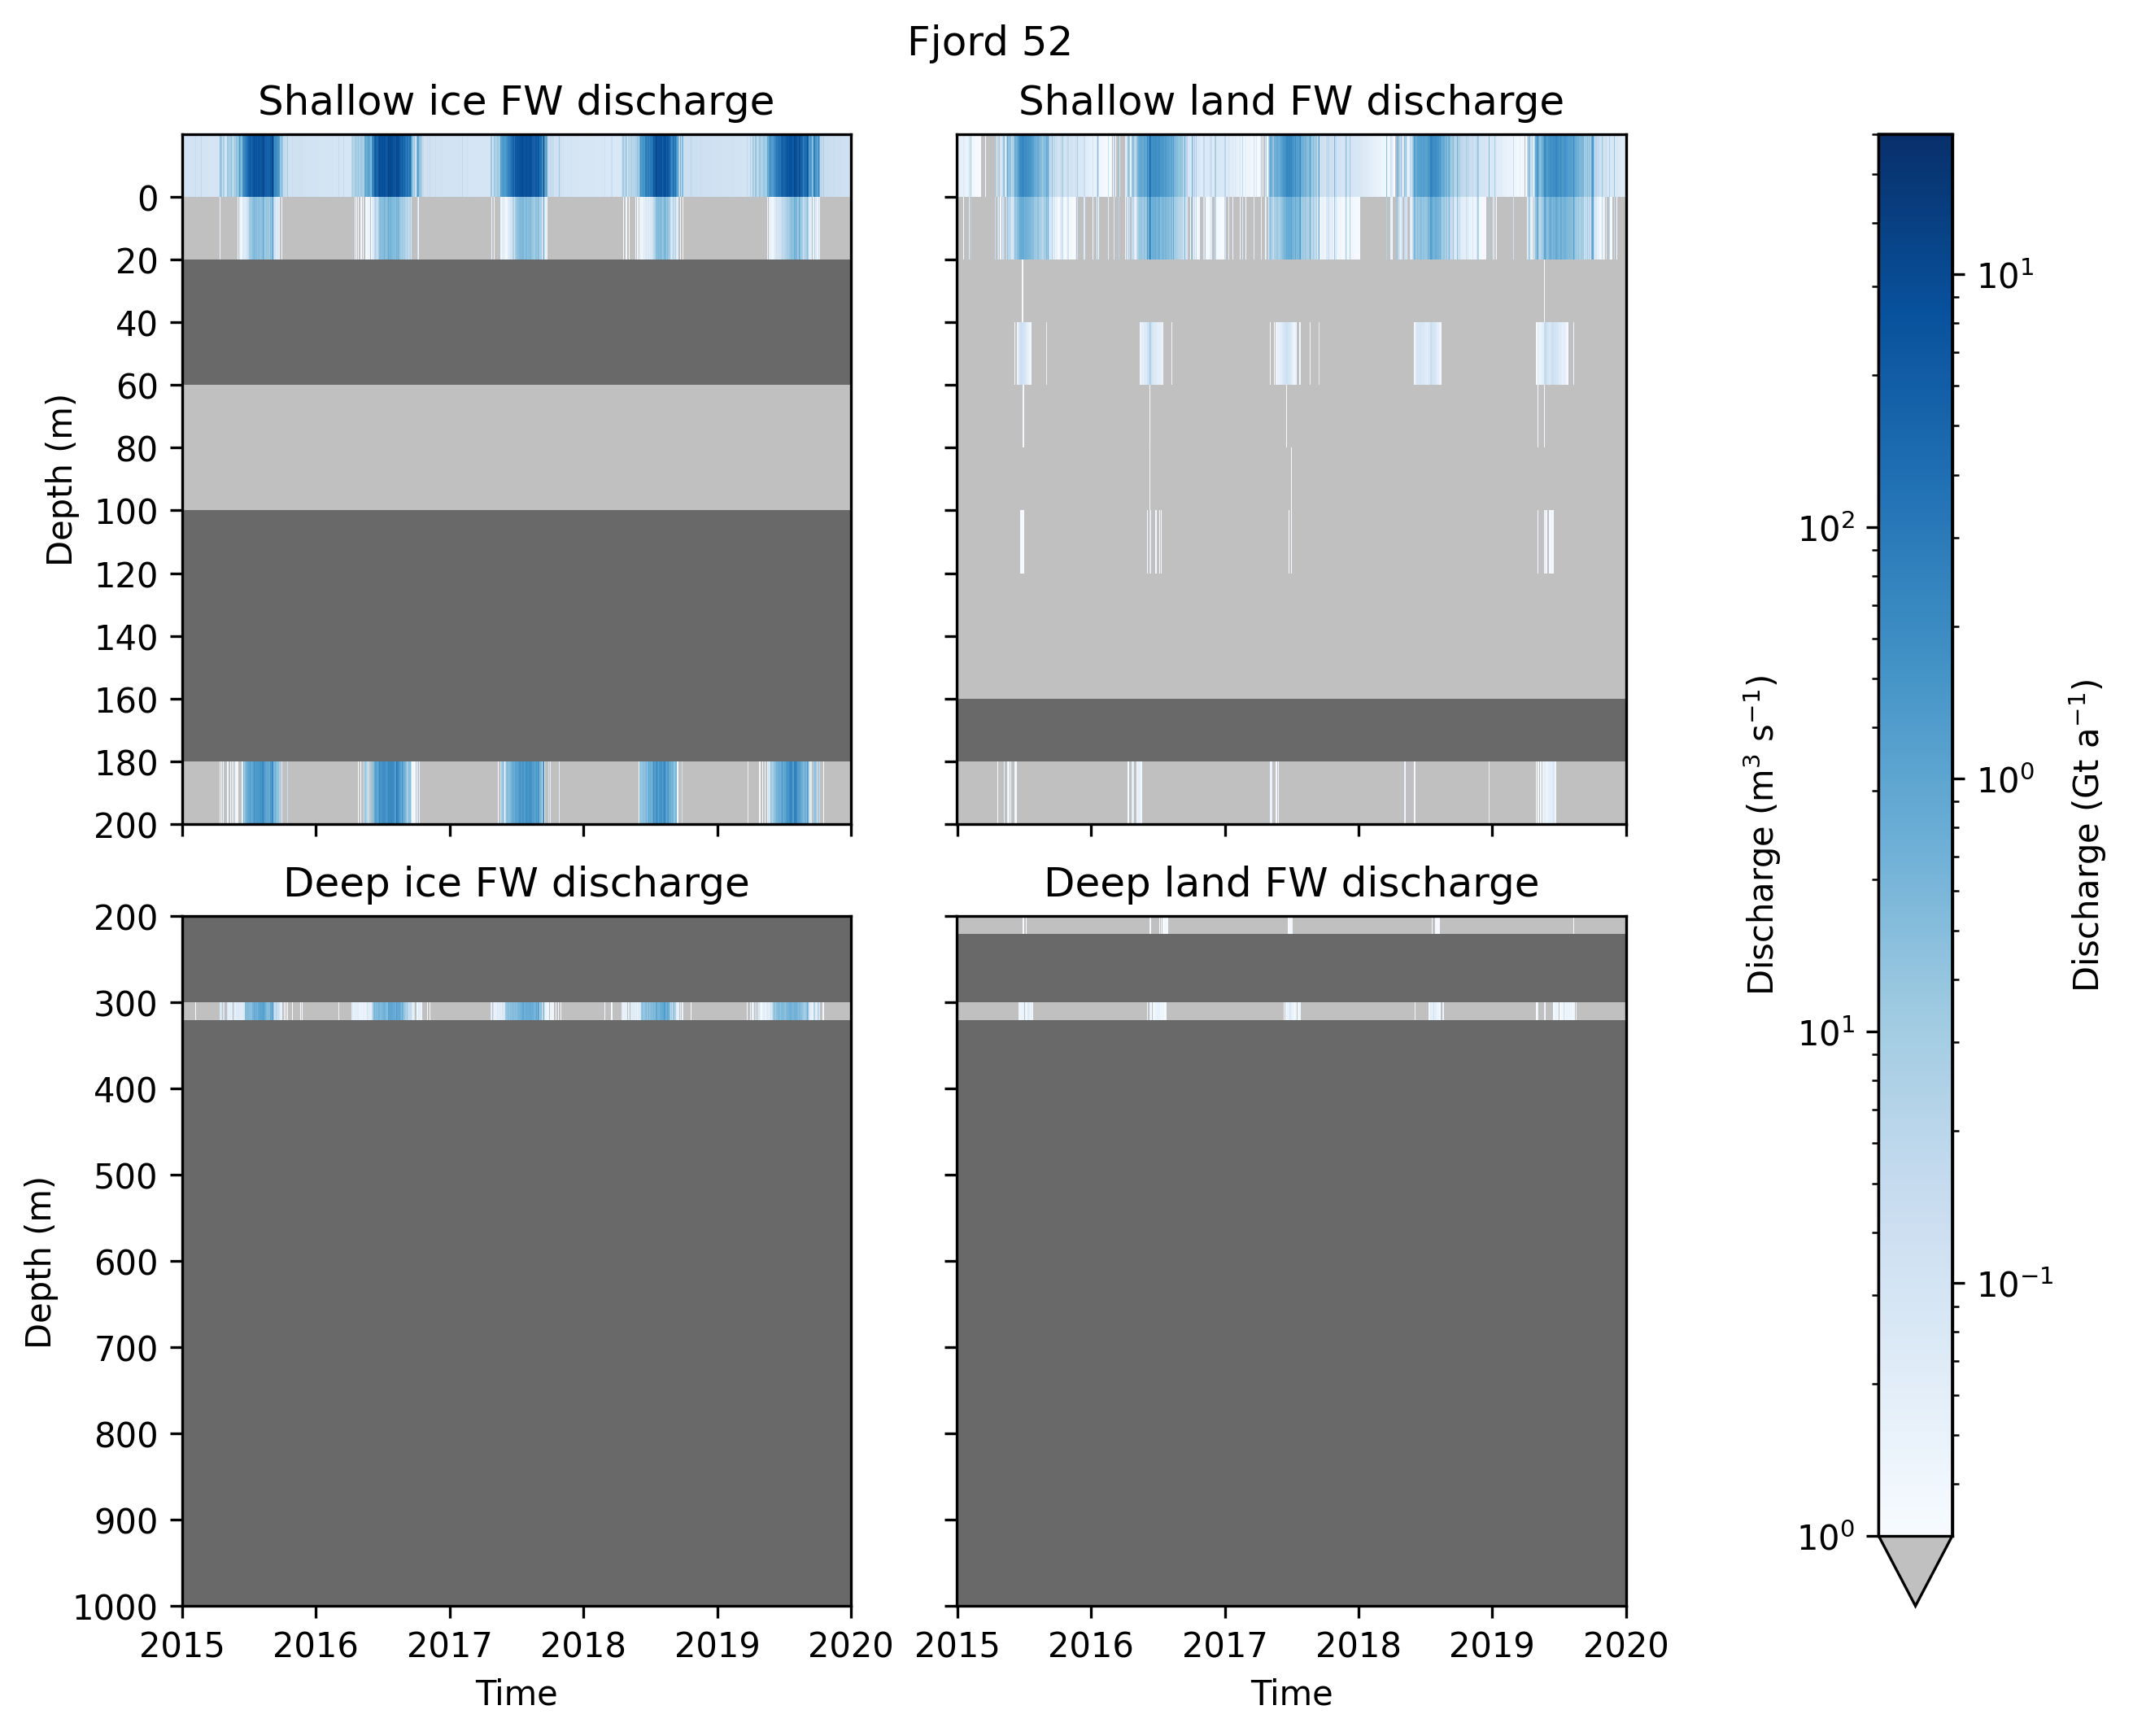 Fjord 52
Shallow ice FW discharge
Shallow land FW discharge
0
20
40
60
80
100
120
140
160
180
200
Depth (m)
Deep ice FW discharge
Deep land FW discharge
200
300
400
500
600
700
800
900
1000
Depth (m)
2015 2016 2017 2018 2019 2020
Time
2015 2016 2017 2018 2019 2020
Time
10²
10¹
10⁰
Discharge (m³ s⁻¹)
10¹
10⁰
10⁻¹
Discharge (Gt a⁻¹)